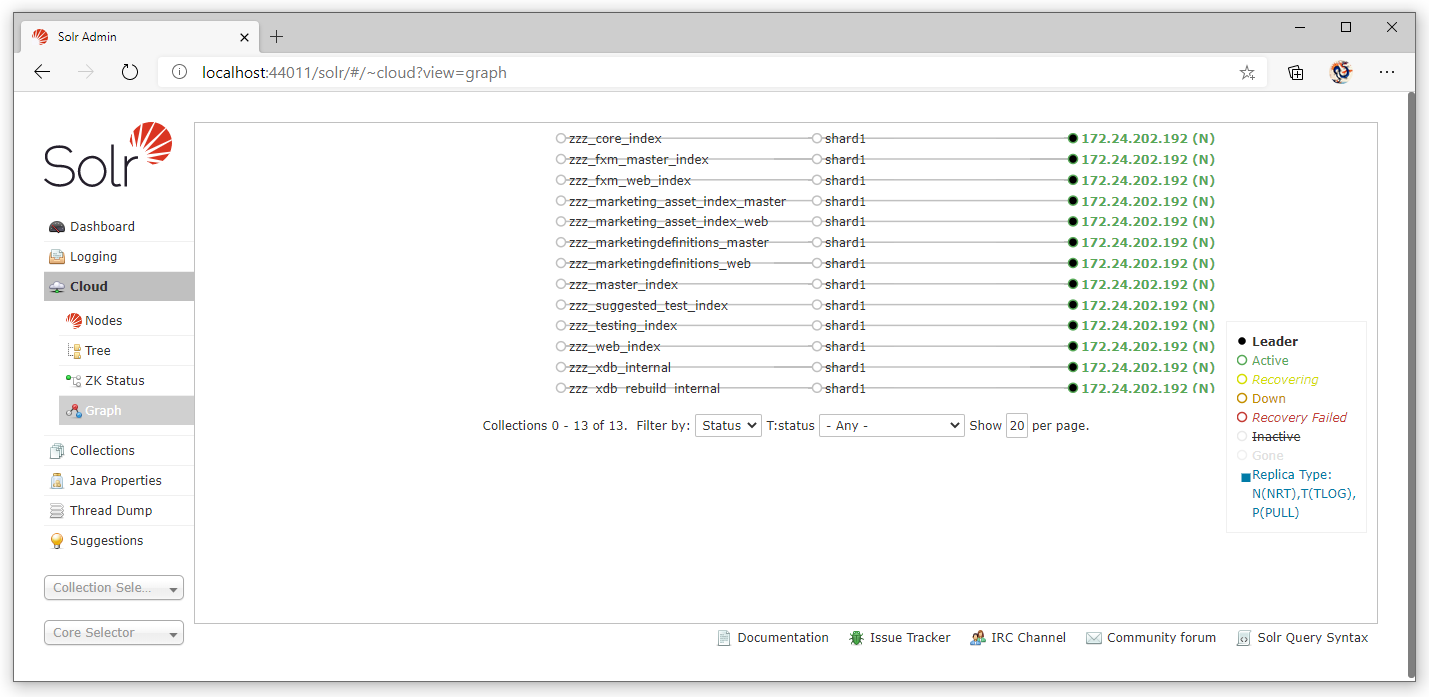 Solr Admin
localhost:44011/solr/#/~cloud?view=graph
Solr
Dashboard
Logging
Cloud
Nodes
Tree
ZK Status
Graph
Collections
Java Properties
Thread Dump
Suggestions
Collection Sele...
Core Selector
zzz_core_index shard1 172.24.202.192 (N)
zzz_fxm_master_index shard1 172.24.202.192 (N)
zzz_fxm_web_index shard1 172.24.202.192 (N)
zzz_marketing_asset_index_master shard1 172.24.202.192 (N)
zzz_marketing_asset_index_web shard1 172.24.202.192 (N)
zzz_marketingdefinitions_master shard1 172.24.202.192 (N)
zzz_marketingdefinitions_web shard1 172.24.202.192 (N)
zzz_master_index shard1 172.24.202.192 (N)
zzz_suggested_test_index shard1 172.24.202.192 (N)
zzz_testing_index shard1 172.24.202.192 (N)
zzz_web_index shard1 172.24.202.192 (N)
zzz_xdb_internal shard1 172.24.202.192 (N)
zzz_xdb_rebuild_internal shard1 172.24.202.192 (N)
Collections 0 - 13 of 13. Filter by: Status T:status - Any - Show 20 per page.
Leader
Active
Recovering
Down
Recovery Failed
Inactive
Gone
Replica Type:
N(NRT),T(TLOG),
P(PULL)
Documentation Issue Tracker IRC Channel Community forum Solr Query Syntax